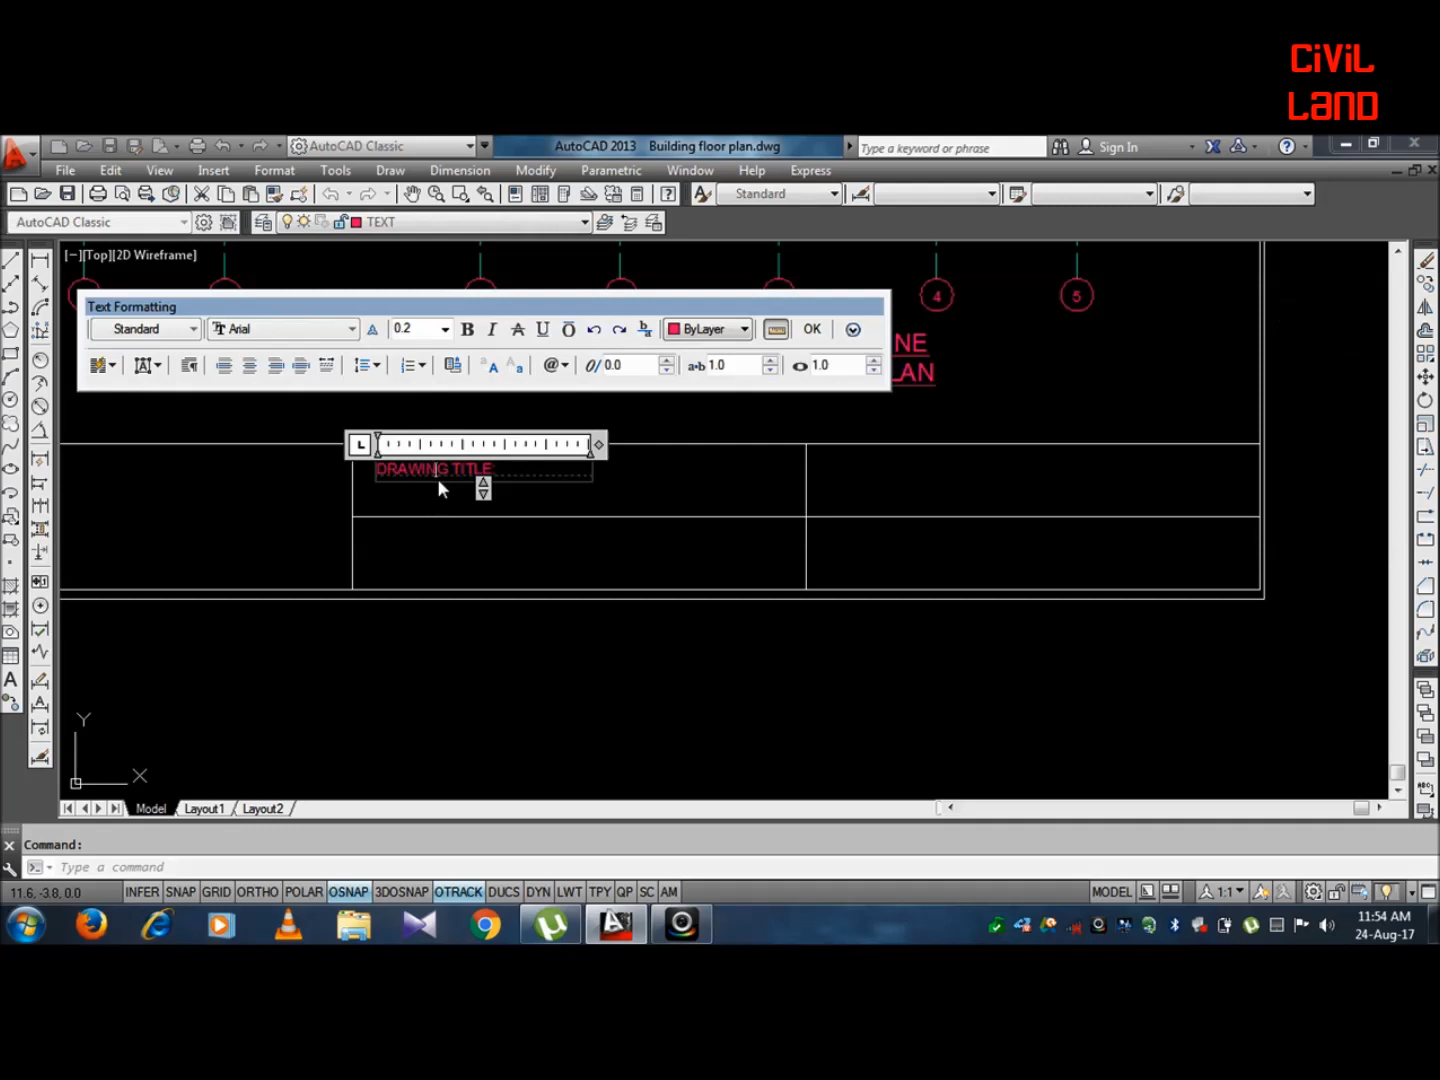 CiViL
LanD
AutoCAD Classic
AutoCAD 2013 Building floor plan.dwg
Type a keyword or phrase
Sign In
File Edit View Insert Format Tools Draw Dimension Modify Parametric Window Help Express
Standard
AutoCAD Classic
TEXT
[−][Top][2D Wireframe]
4
5
Text Formatting
Standard
Arial
0.2
B I A U O
ByLayer
OK
@
0/ 0.0
a•b 1.0
1.0
NE
LAN
L
DRAWING TITLE
Y
X
A
Model Layout1 Layout2
Command:
Type a command
11.6, -3.8, 0.0
INFER SNAP GRID ORTHO POLAR OSNAP 3DOSNAP OTRACK DUCS DYN LWT TPY QP SC AM
MODEL
1:1
11:54 AM
24-Aug-17